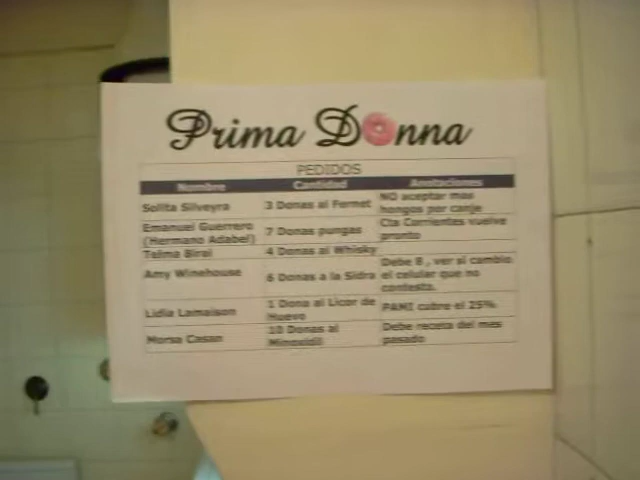 Prima Donna
PEDIDOS
Nombre Cantidad Anotaciones
Solita Silveyra 3 Donas al Fernet NO aceptar mas
hongos por canje
Emanuel Guerrero
(Hermano Adabel) 7 Donas pungas Cta Corrientes vuelve
pronto
Telma Biral 4 Donas al Whisky
Amy Winehouse 6 Donas a la Sidra Debe 8 , ver si cambio
el celular que no
contesta.
Lidia Lamaison 1 Dona al Licor de
Huevo PAMI cubre el 25%
Morsa Casan 10 Donas al
Minoxidil Debe receta del mes
pasado